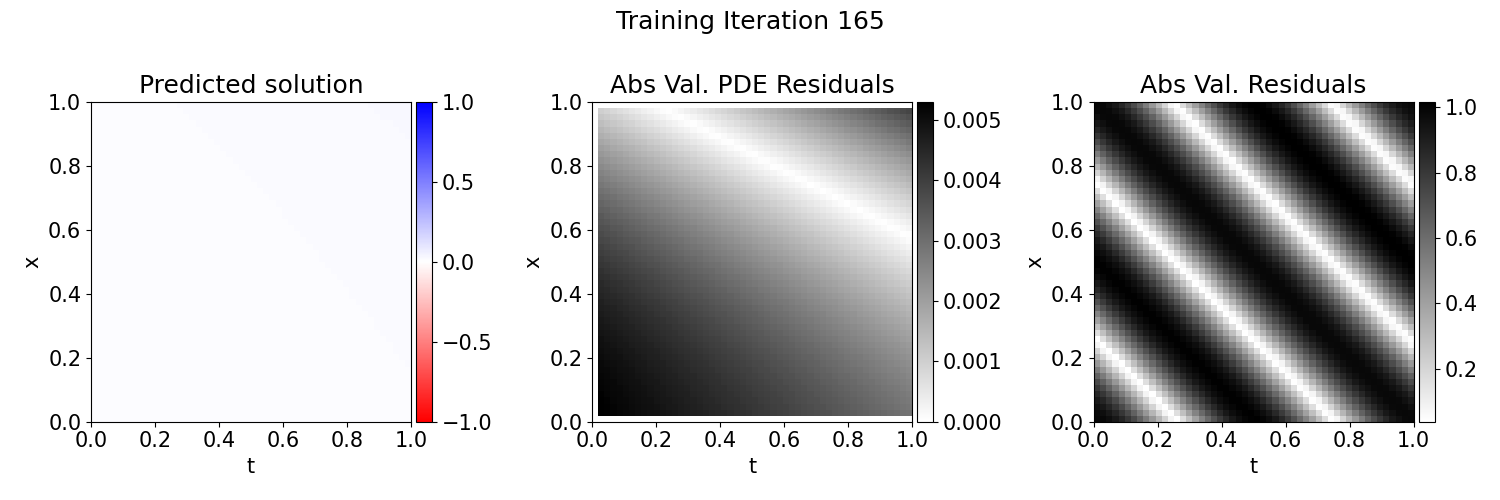 Training Iteration 165
Predicted solution
Abs Val. PDE Residuals
Abs Val. Residuals
1.0
0.8
0.6
0.4
0.2
0.0
x
0.0 0.2 0.4 0.6 0.8 1.0
t
1.0
0.5
0.0
−0.5
−1.0
1.0
0.8
0.6
0.4
0.2
0.0
x
0.0 0.2 0.4 0.6 0.8 1.0
t
0.005
0.004
0.003
0.002
0.001
0.000
1.0
0.8
0.6
0.4
0.2
0.0
x
0.0 0.2 0.4 0.6 0.8 1.0
t
1.0
0.8
0.6
0.4
0.2